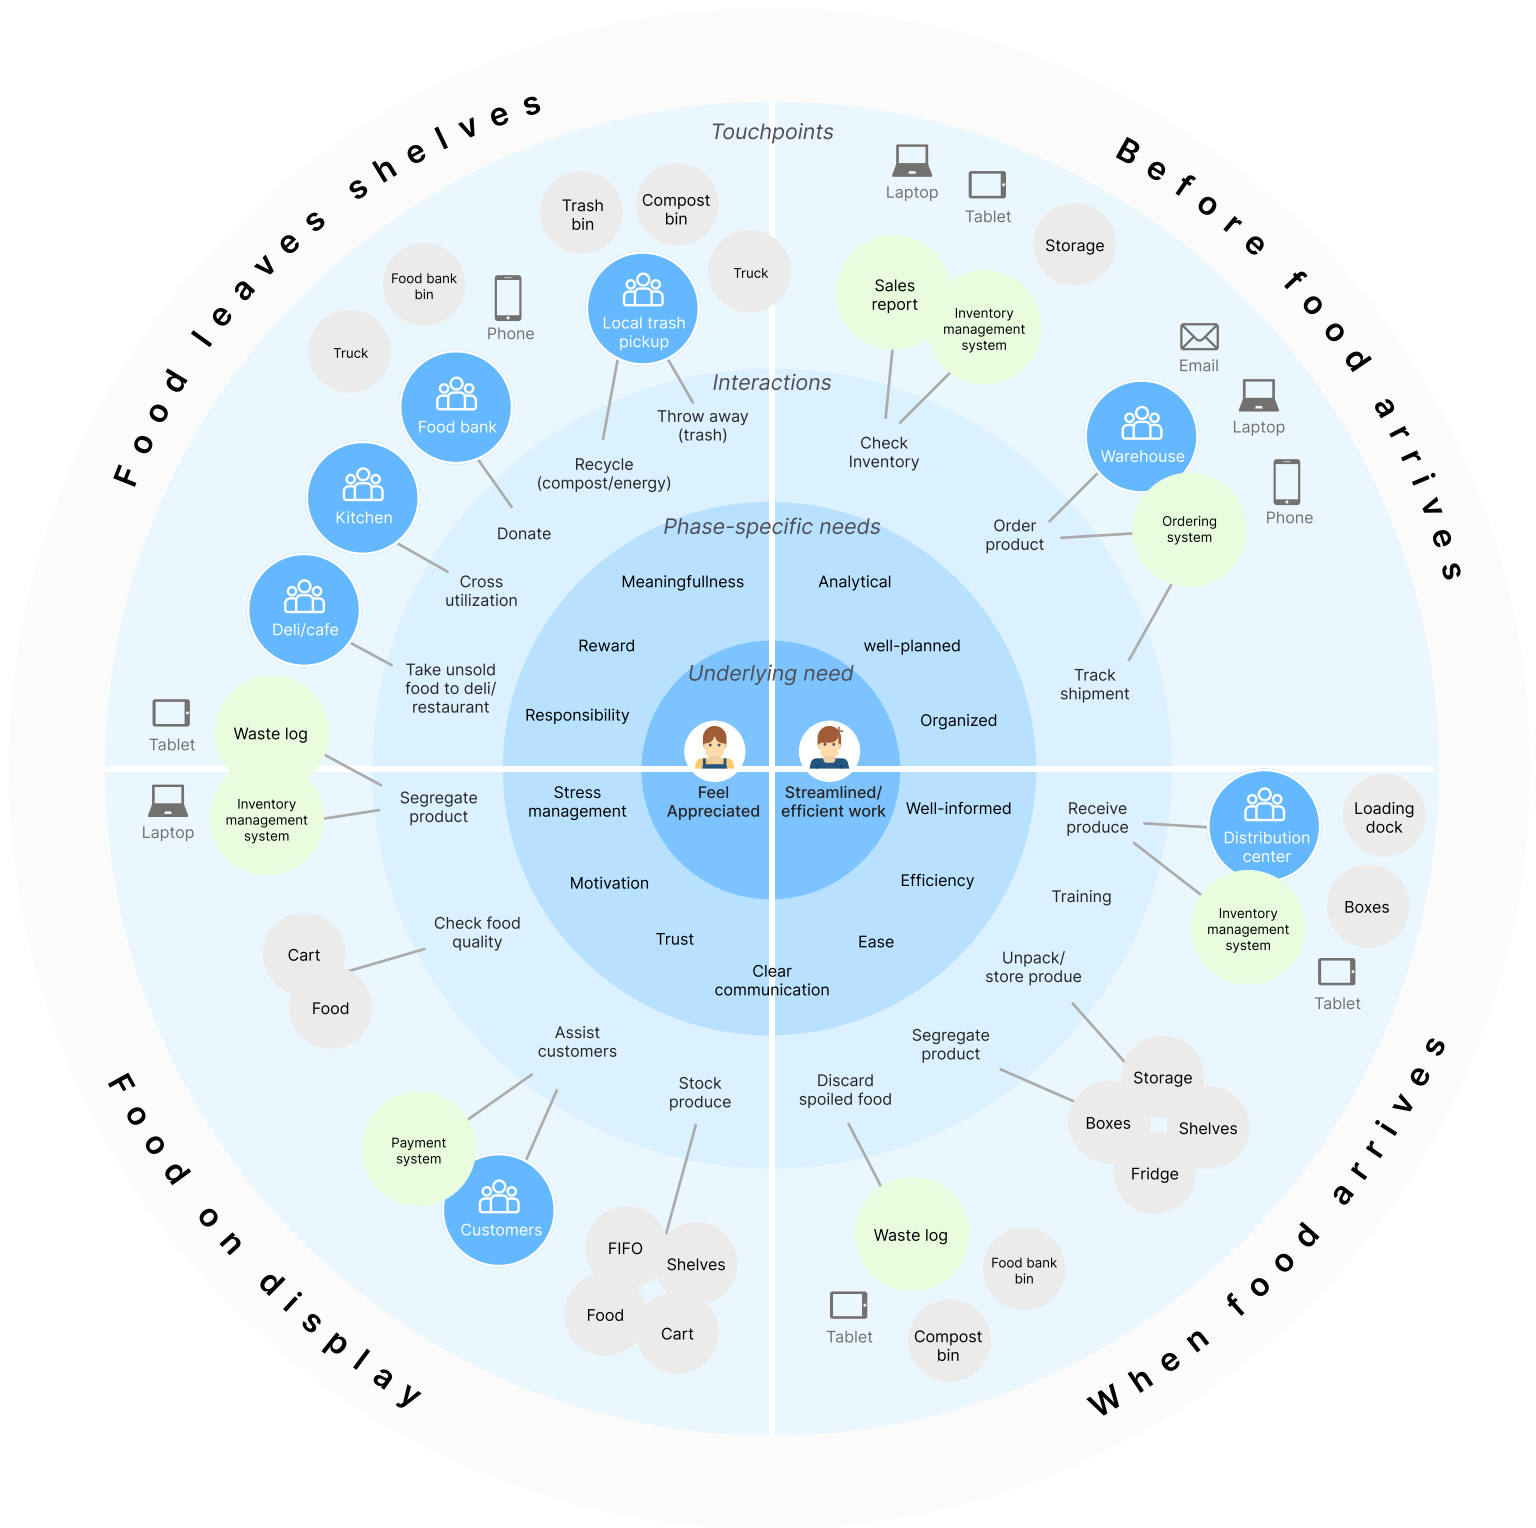 Food leaves shelves
Before food arrives
When food arrives
Food on display
Touchpoints
Interactions
Phase-specific needs
Underlying need
Feel
Appreciated
Streamlined/
efficient work
Laptop
Tablet
Storage
Sales
report
Inventory
management
system
Check
Inventory
Email
Laptop
Phone
Warehouse
Ordering
system
Order
product
Track
shipment
Analytical
well-planned
Organized
Well-informed
Efficiency
Ease
Clear
communication
Receive
produce
Distribution
center
Loading
dock
Boxes
Inventory
management
system
Tablet
Training
Unpack/
store produe
Segregate
product
Storage
Boxes
Shelves
Fridge
Discard
spoiled food
Waste log
Food bank
bin
Tablet
Compost
bin
Stress
management
Motivation
Trust
Stock
produce
FIFO
Shelves
Food
Cart
Assist
customers
Payment
system
Customers
Check food
quality
Cart
Food
Segregate
product
Waste log
Inventory
management
system
Tablet
Laptop
Meaningfullness
Reward
Responsibility
Take unsold
food to deli/
restaurant
Deli/cafe
Cross
utilization
Kitchen
Donate
Food bank
Truck
Food bank
bin
Phone
Recycle
(compost/energy)
Throw away
(trash)
Local trash
pickup
Trash
bin
Compost
bin
Truck